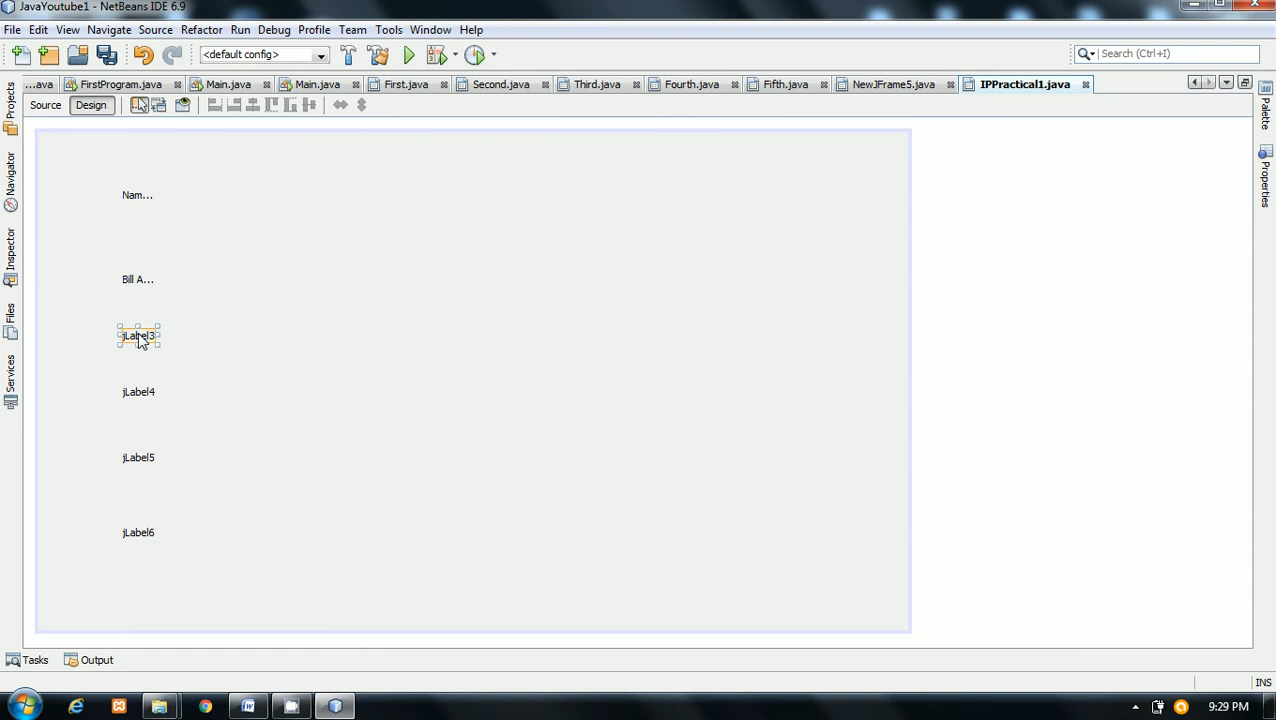 JavaYoutube1 - NetBeans IDE 6.9
File Edit View Navigate Source Refactor Run Debug Profile Team Tools Window Help
<default config>
Search (Ctrl+I)
...ava FirstProgram.java Main.java Main.java First.java Second.java Third.java Fourth.java Fifth.java NewJFrame5.java IPPractical1.java
Source Design
Projects
Navigator
Inspector
Files
Services
Palette
Properties
Nam...
Bill A...
jLabel3
jLabel4
jLabel5
jLabel6
Tasks Output
INS
9:29 PM